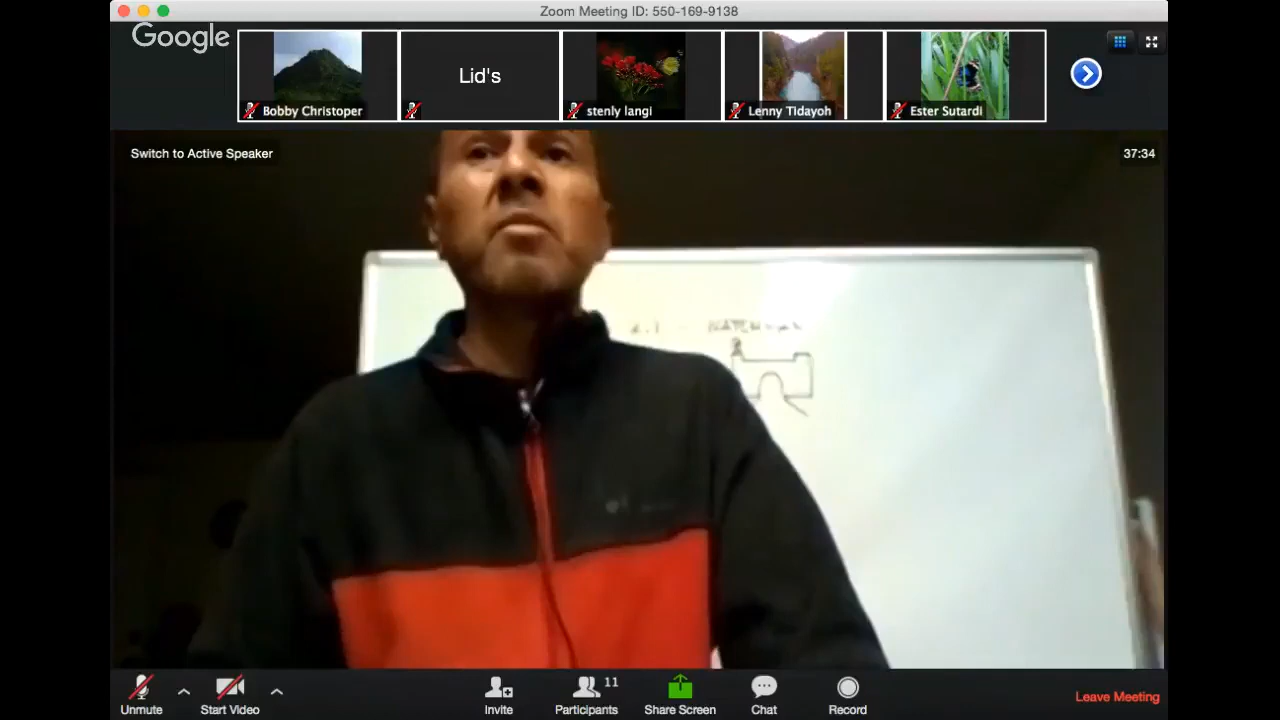 Zoom Meeting ID: 550-169-9138
Google
Lid's
Bobby Christoper
stenly langi
Lenny Tidayoh
Ester Sutardi
Switch to Active Speaker
37:34
11
Unmute
Start Video
Invite
Participants
Share Screen
Chat
Record
Leave Meeting